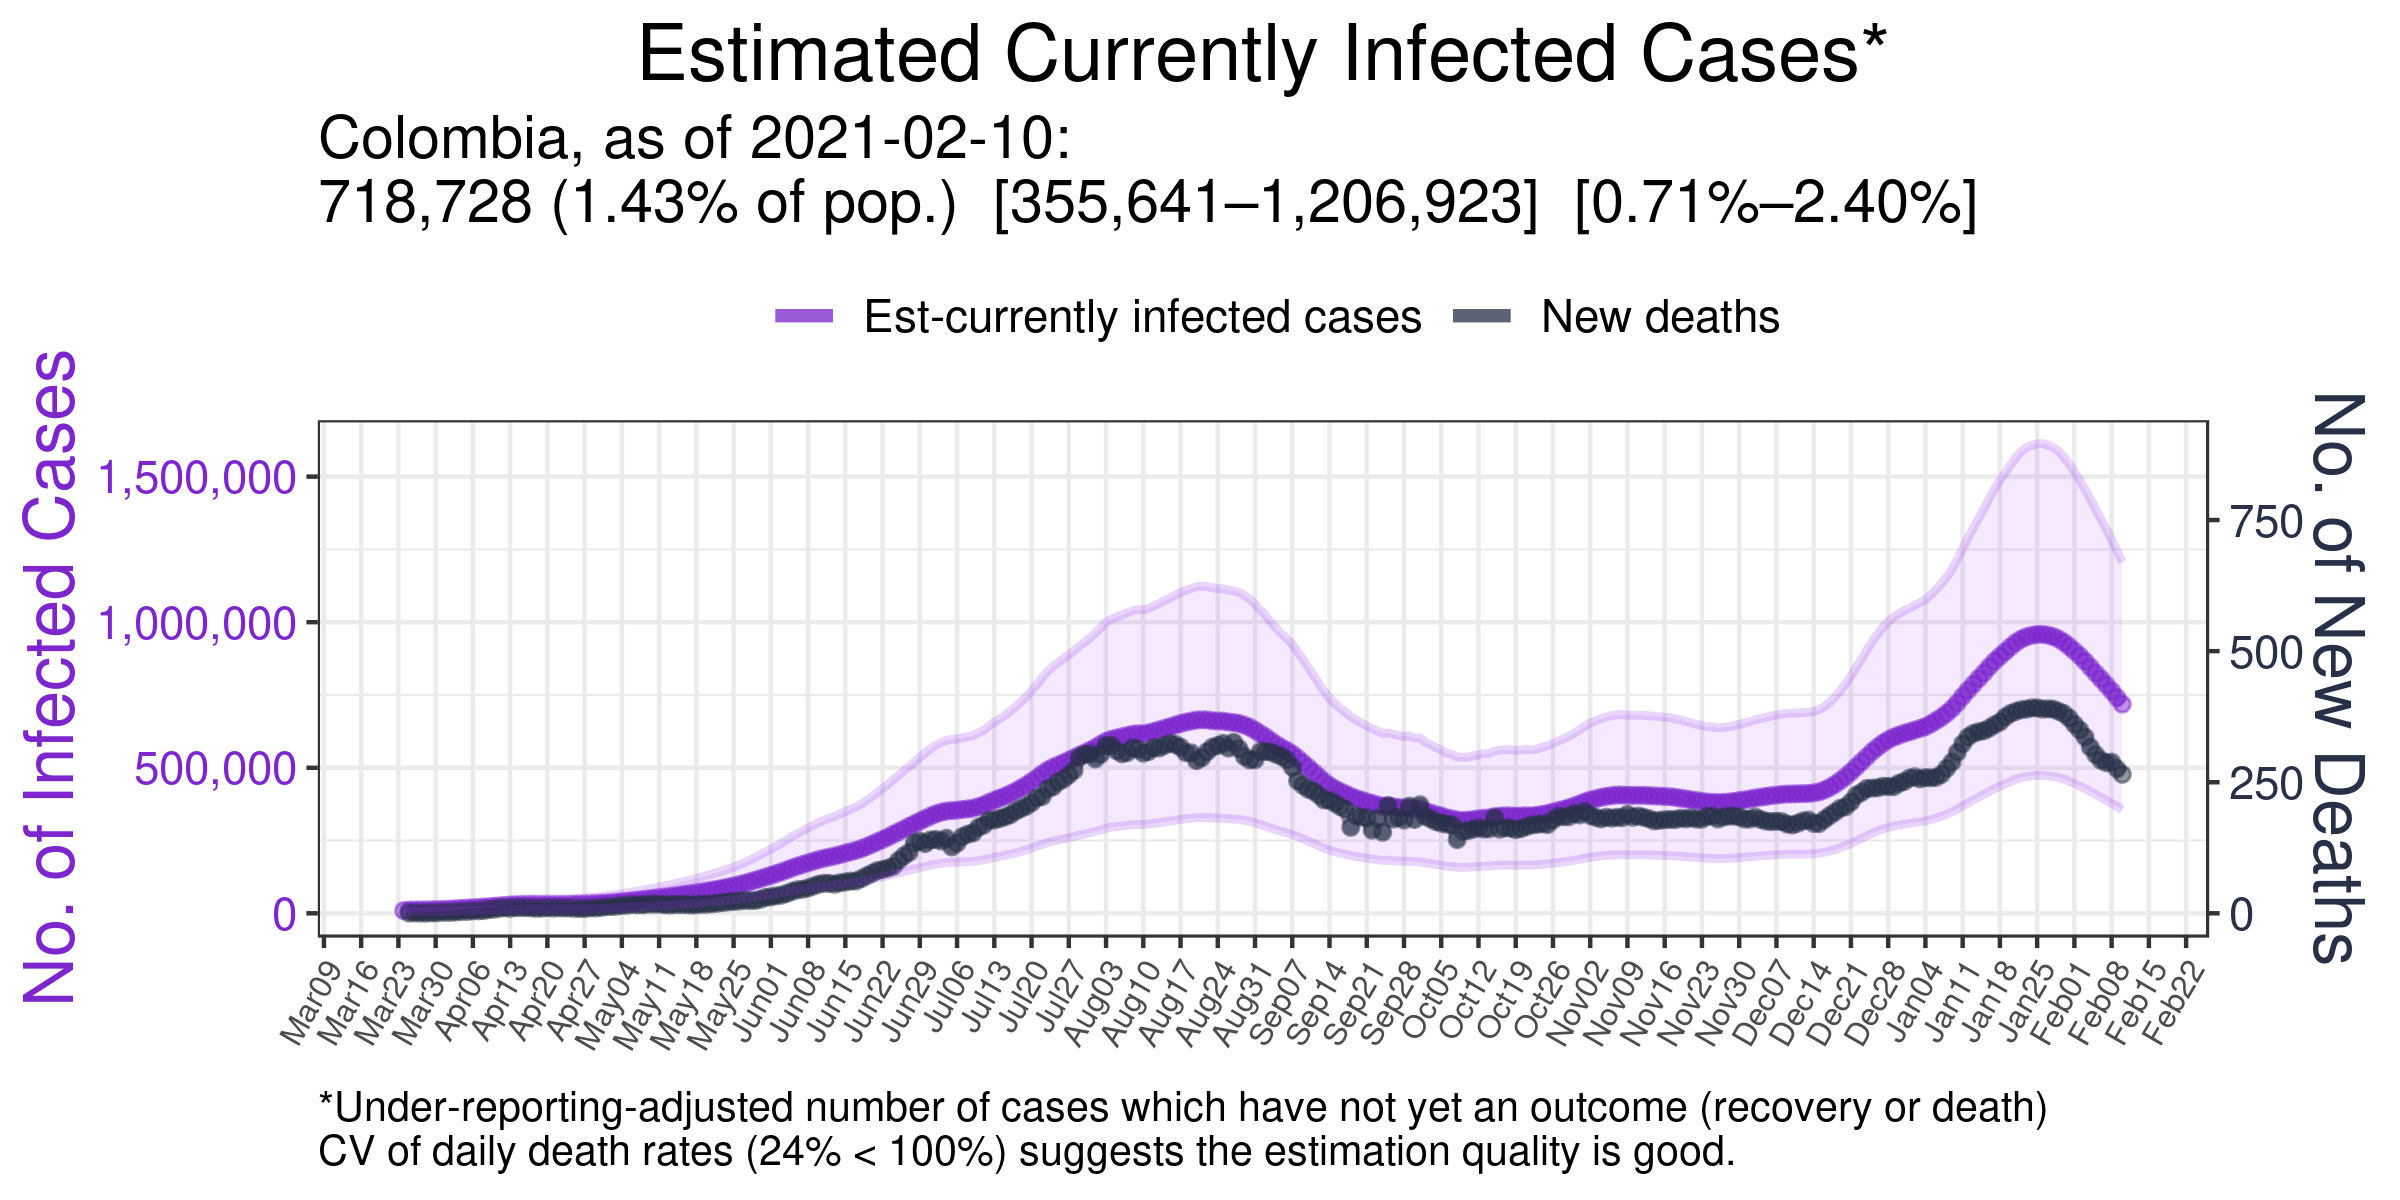 Estimated Currently Infected Cases*
Colombia, as of 2021-02-10:
718,728 (1.43% of pop.)  [355,641–1,206,923]  [0.71%–2.40%]
Est-currently infected cases
New deaths
No. of Infected Cases
1,500,000
1,000,000
500,000
0
No. of New Deaths
750
500
250
0
Mar09
Mar16
Mar23
Mar30
Apr06
Apr13
Apr20
Apr27
May04
May11
May18
May25
Jun01
Jun08
Jun15
Jun22
Jun29
Jul06
Jul13
Jul20
Jul27
Aug03
Aug10
Aug17
Aug24
Aug31
Sep07
Sep14
Sep21
Sep28
Oct05
Oct12
Oct19
Oct26
Nov02
Nov09
Nov16
Nov23
Nov30
Dec07
Dec14
Dec21
Dec28
Jan04
Jan11
Jan18
Jan25
Feb01
Feb08
Feb15
Feb22
*Under-reporting-adjusted number of cases which have not yet an outcome (recovery or death)
CV of daily death rates (24% < 100%) suggests the estimation quality is good.